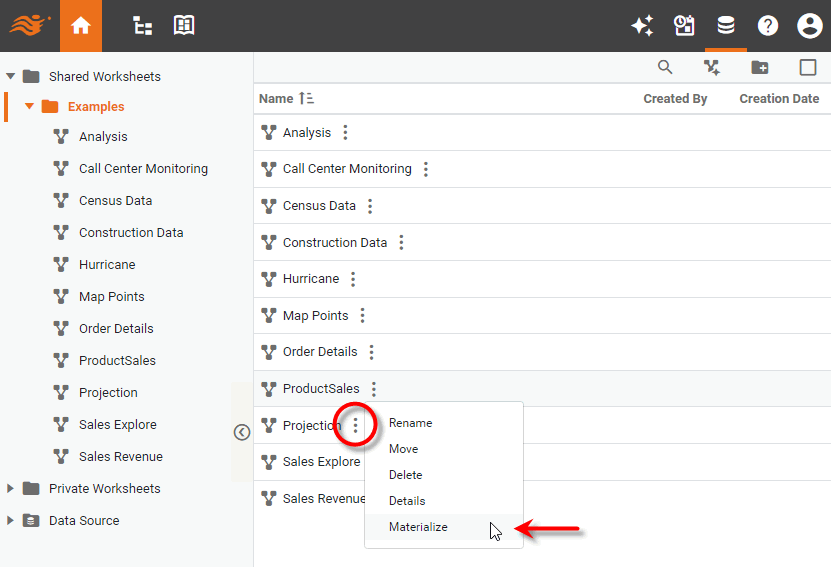 Shared Worksheets
Examples
Analysis
Call Center Monitoring
Census Data
Construction Data
Hurricane
Map Points
Order Details
ProductSales
Projection
Sales Explore
Sales Revenue
Private Worksheets
Data Source
Name Created By Creation Date
Analysis
Call Center Monitoring
Census Data
Construction Data
Hurricane
Map Points
Order Details
ProductSales
Projection
Sales Explore
Sales Revenue
Rename
Move
Delete
Details
Materialize